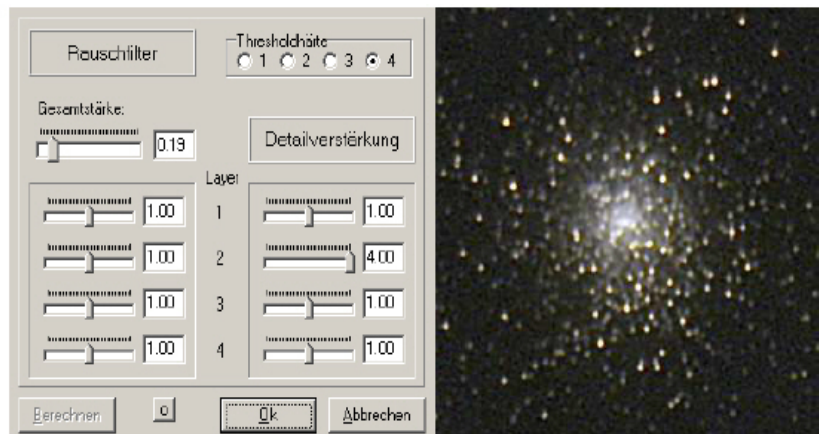 Rauschfilter
Thresholdhärte
1 2 3 4
Gesamtstärke:
0.19
Detailverstärkung
Layer
1.00 1 1.00
1.00 2 4.00
1.00 3 1.00
1.00 4 1.00
Berechnen o Ok Abbrechen